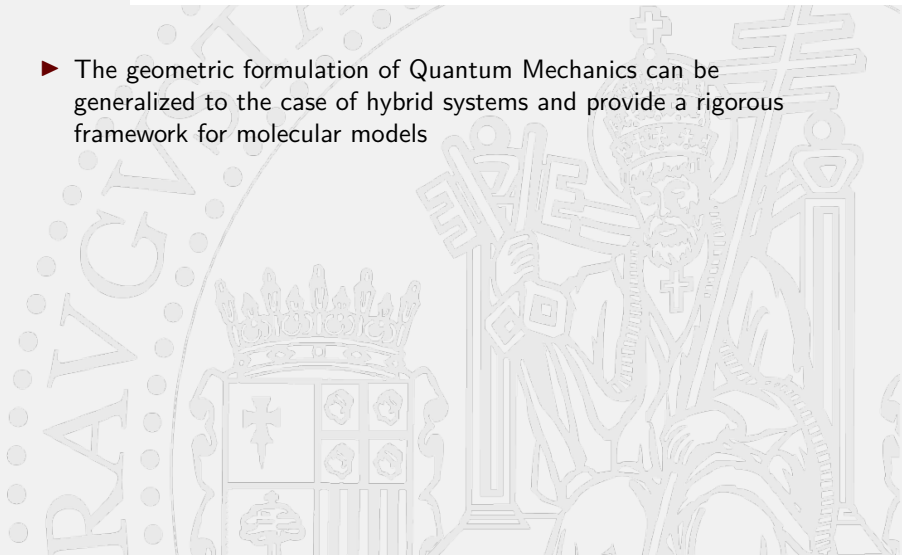 ▶ The geometric formulation of Quantum Mechanics can be
generalized to the case of hybrid systems and provide a rigorous
framework for molecular models
RAVGVSTA